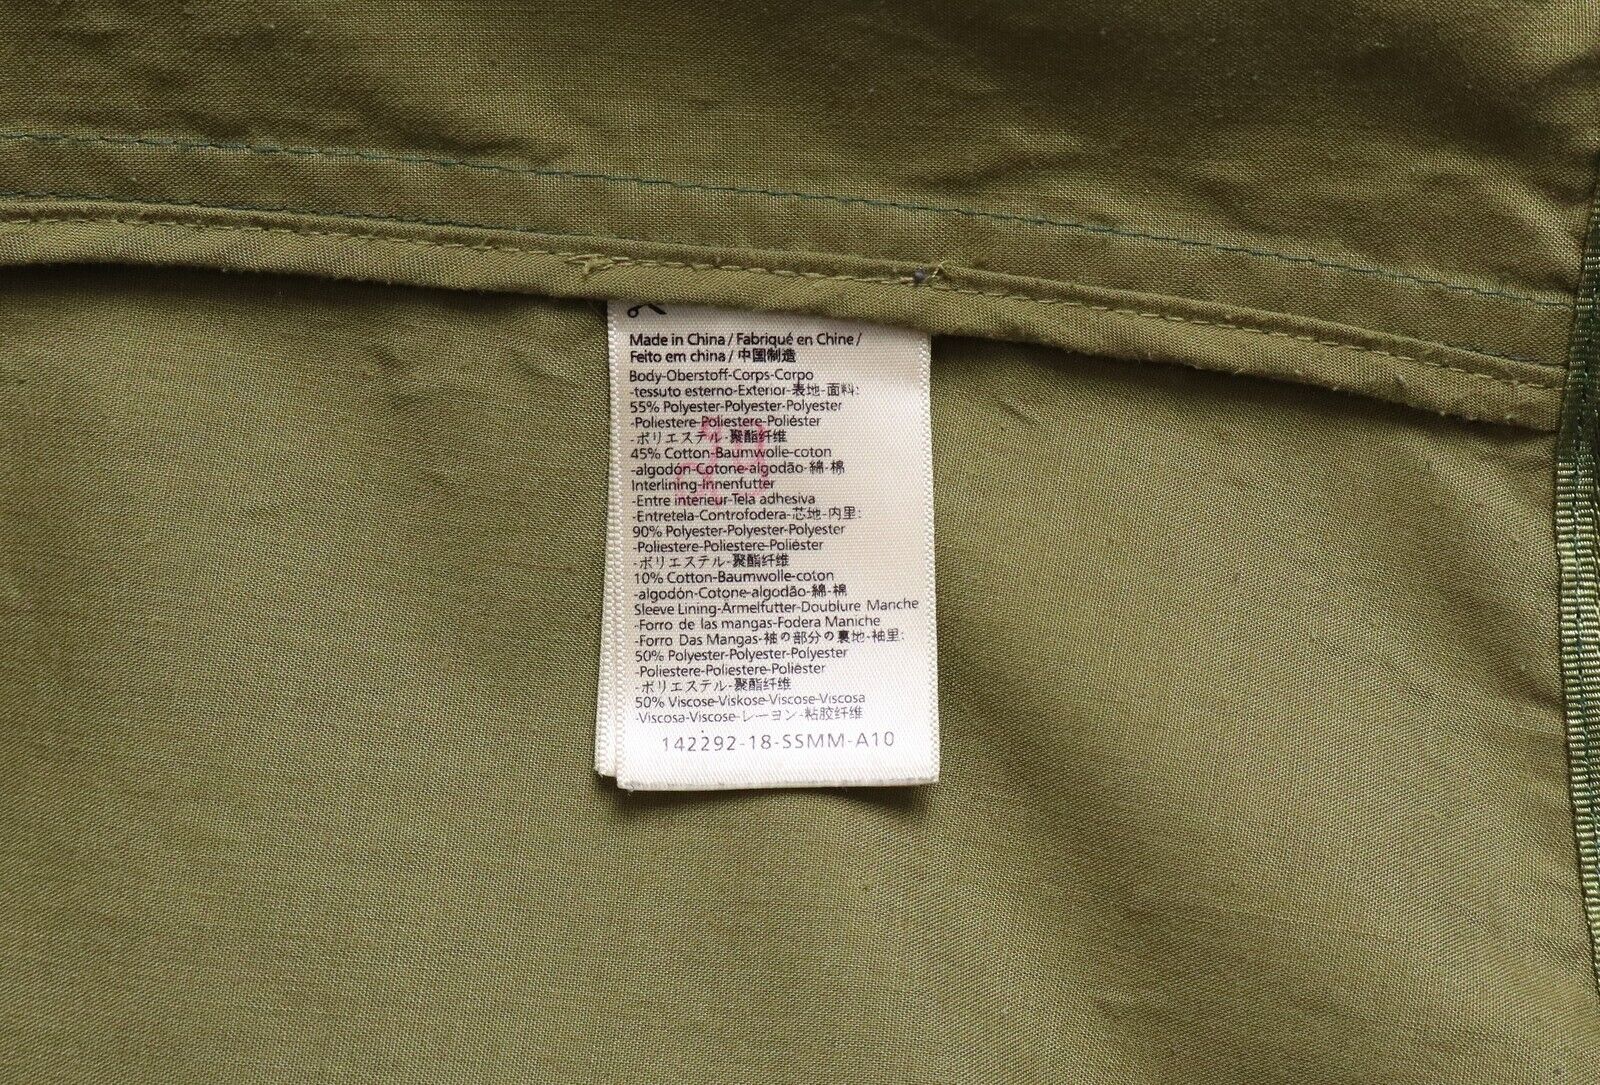 Made in China / Fabriqué en Chine /
Feito em china / 中国制造
Body-Oberstoff-Corps-Corpo
-tessuto esterno-Exterior-表地-面料:
55% Polyester-Polyester-Polyester
-Poliestere-Poliestere-Poliéster
-ポリエステル-聚酯纤维
45% Cotton-Baumwolle-coton
-algodón-Cotone-algodão-綿-棉
Interlining-Innenfutter
-Entre interieur-Tela adhesiva
-Entretela-Controfodera-芯地-内里:
90% Polyester-Polyester-Polyester
-Poliestere-Poliestere-Poliéster
-ポリエステル-聚酯纤维
10% Cotton-Baumwolle-coton
-algodón-Cotone-algodão-綿-棉
Sleeve Lining-Armelfutter-Doublure Manche
-Forro de las mangas-Fodera Maniche
-Forro Das Mangas-袖の部分の裏地-袖里:
50% Polyester-Polyester-Polyester
-Poliestere-Poliestere-Poliéster
-ポリエステル-聚酯纤维
50% Viscose-Viskose-Viscose-Viscosa
-Viscosa-Viscose-レーヨン-粘胶纤维
142292-18-SSMM-A10